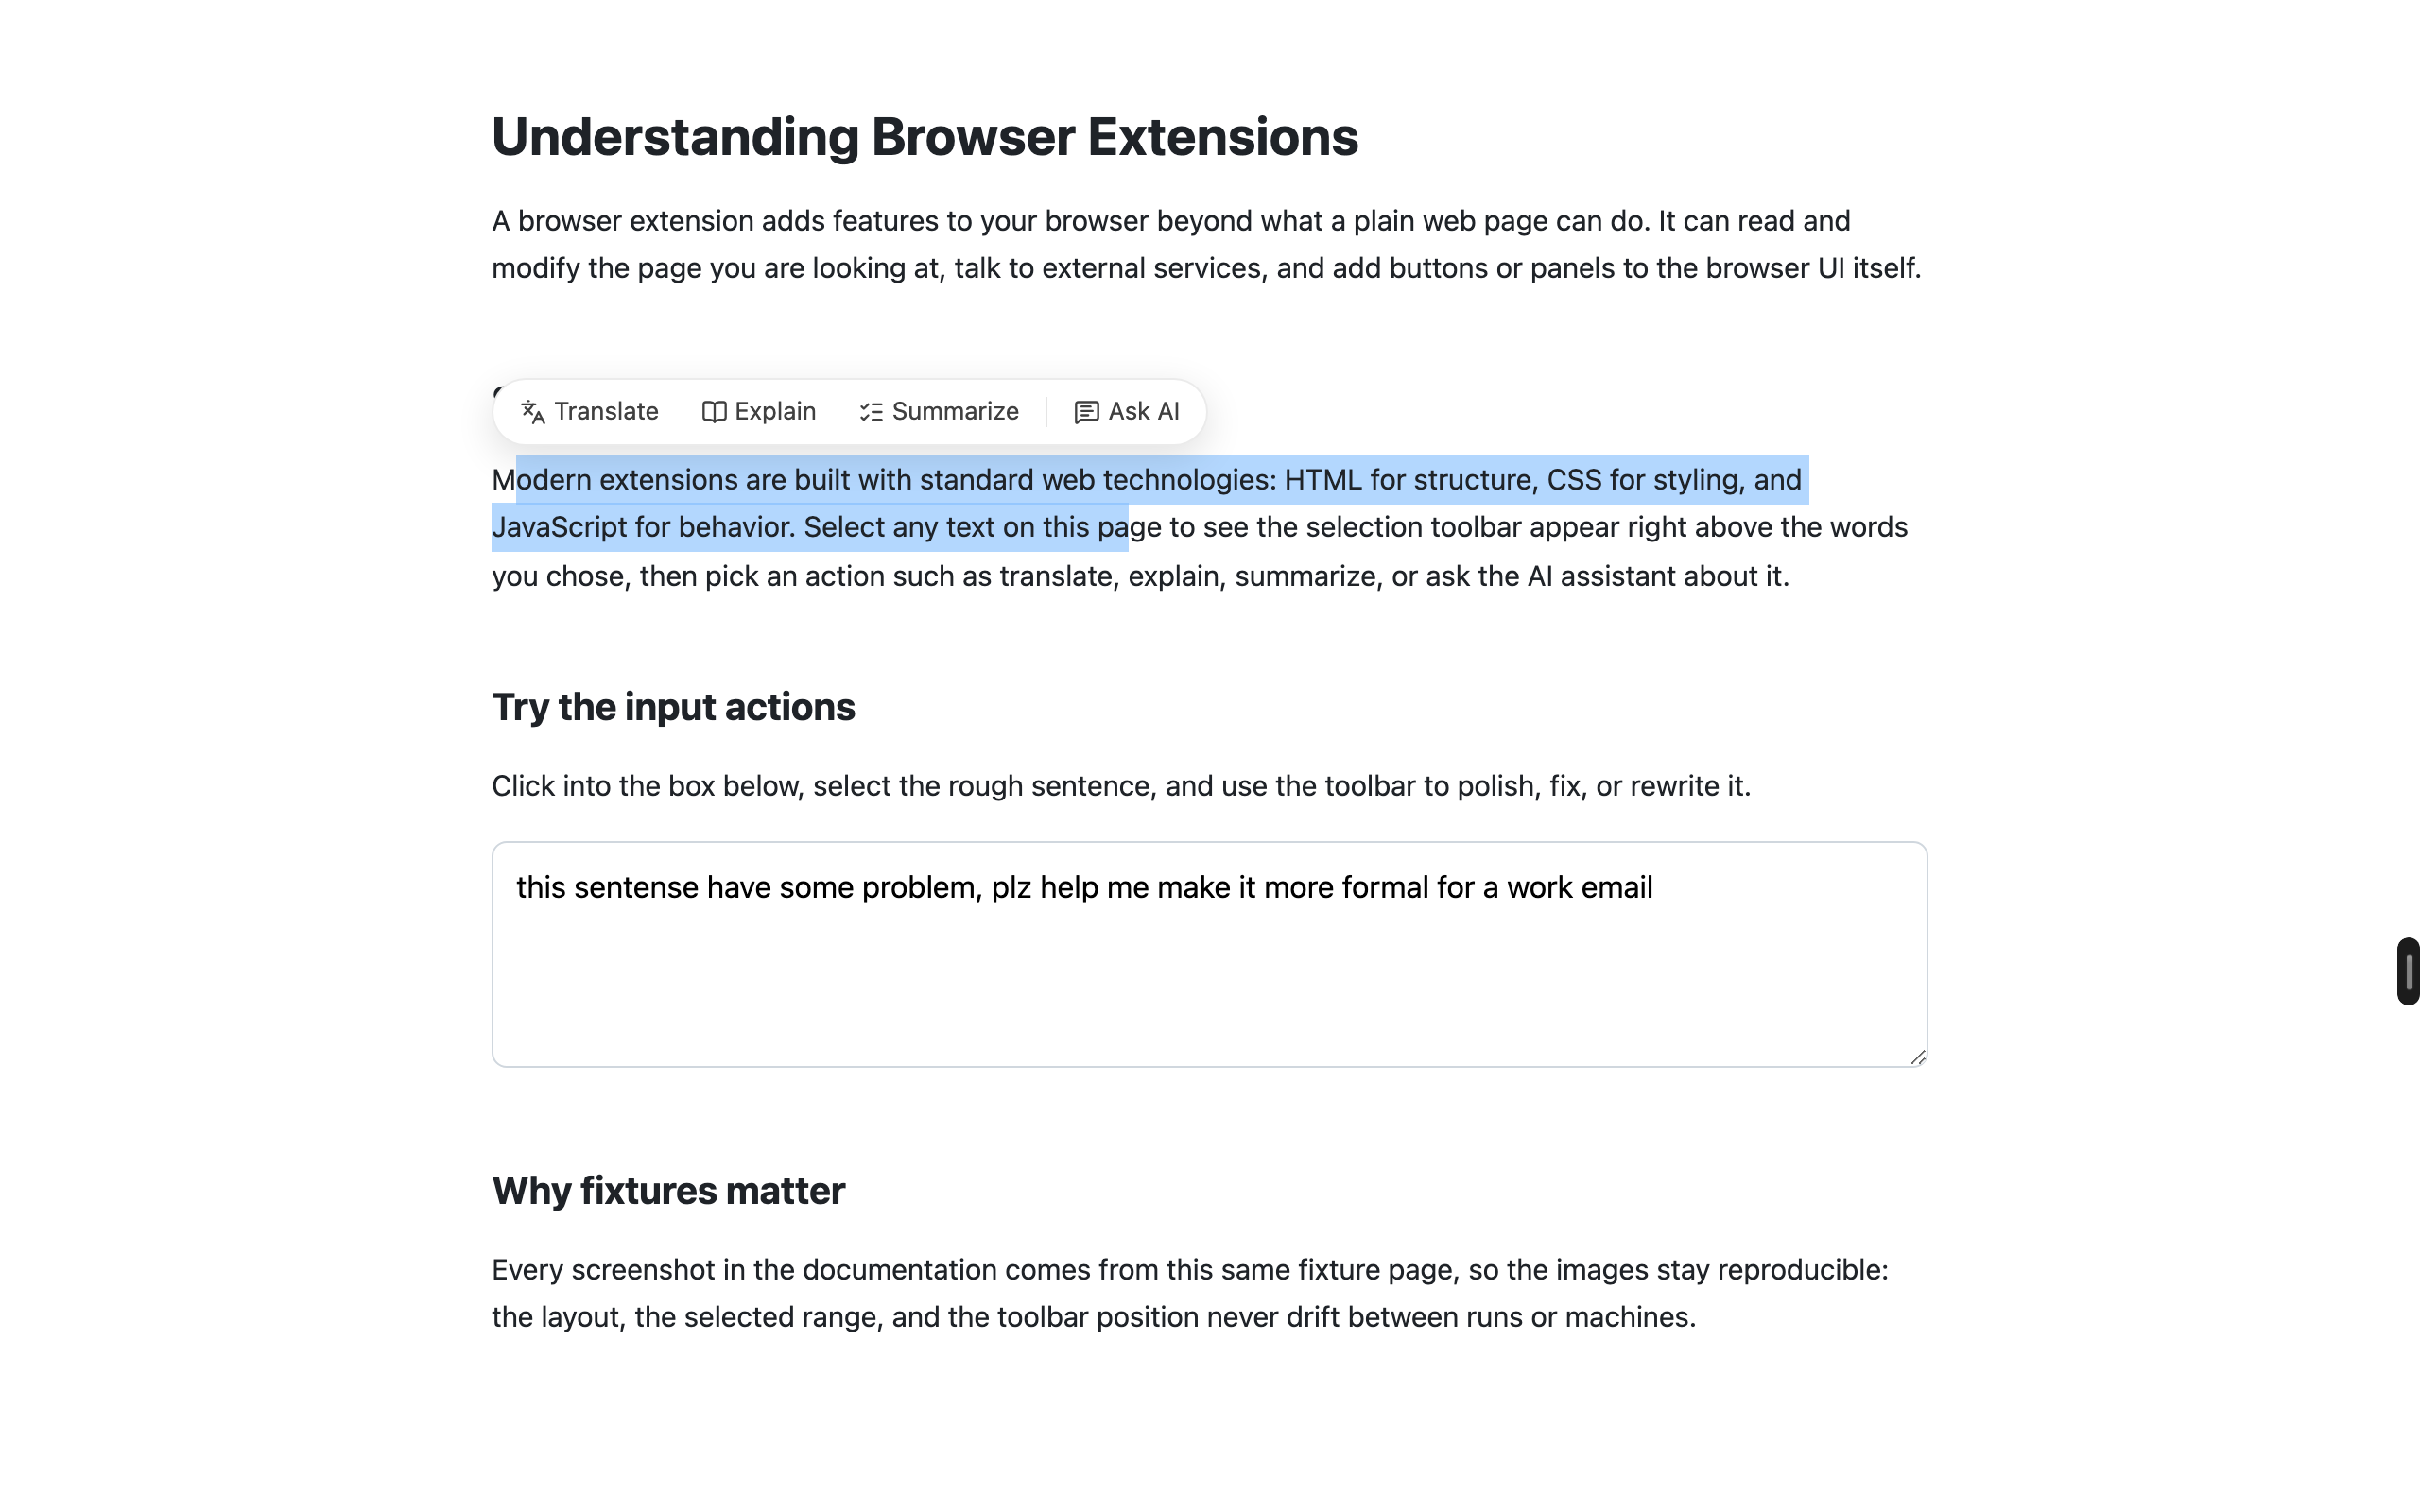 Understanding Browser Extensions
A browser extension adds features to your browser beyond what a plain web page can do. It can read and
modify the page you are looking at, talk to external services, and add buttons or panels to the browser UI itself.
Translate Explain Summarize Ask AI
Modern extensions are built with standard web technologies: HTML for structure, CSS for styling, and
JavaScript for behavior. Select any text on this page to see the selection toolbar appear right above the words
you chose, then pick an action such as translate, explain, summarize, or ask the AI assistant about it.
Try the input actions
Click into the box below, select the rough sentence, and use the toolbar to polish, fix, or rewrite it.
this sentense have some problem, plz help me make it more formal for a work email
Why fixtures matter
Every screenshot in the documentation comes from this same fixture page, so the images stay reproducible:
the layout, the selected range, and the toolbar position never drift between runs or machines.